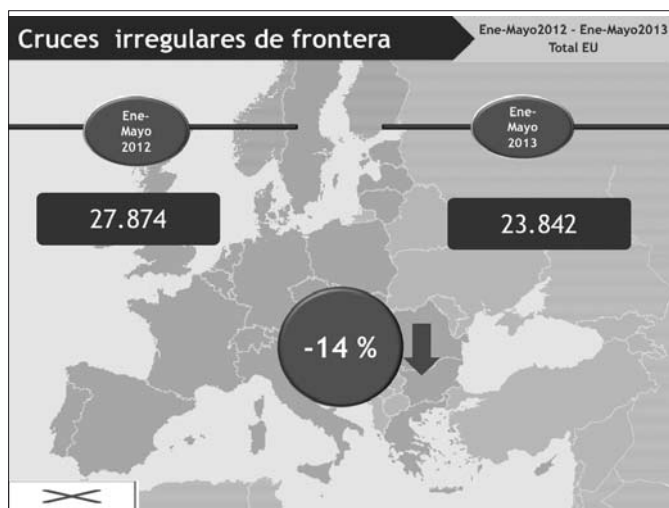 Cruces irregulares de frontera
Ene-Mayo2012 - Ene-Mayo2013
Total EU
Ene-
Mayo
2012
Ene-
Mayo
2013
27.874
23.842
-14 %